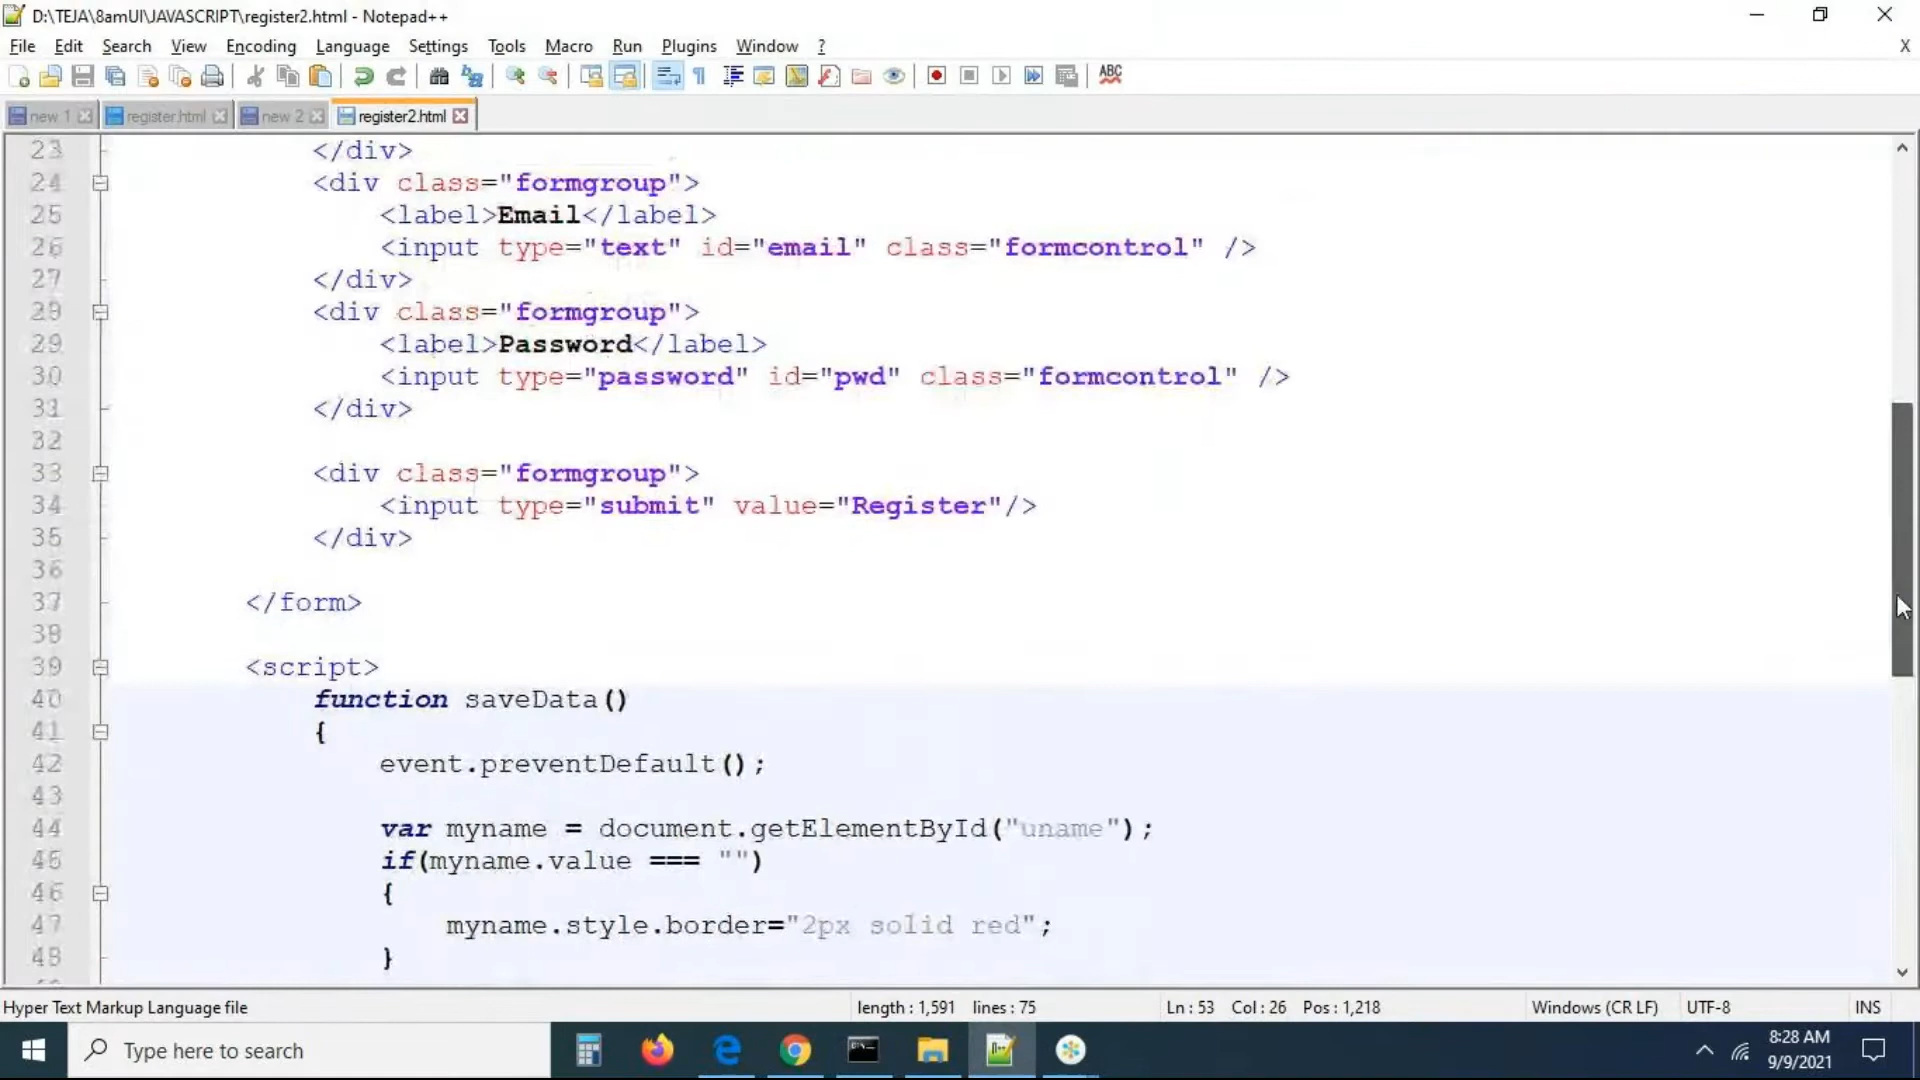 D:\TEJA\8amUI\JAVASCRIPT\register2.html - Notepad++
File Edit Search View Encoding Language Settings Tools Macro Run Plugins Window ? X
ABC
new 1 register.html new 2 register2.html
23 </div>
24 <div class="formgroup">
25 <label>Email</label>
26 <input type="text" id="email" class="formcontrol" />
27 </div>
28 <div class="formgroup">
29 <label>Password</label>
30 <input type="password" id="pwd" class="formcontrol" />
31 </div>
32
33 <div class="formgroup">
34 <input type="submit" value="Register"/>
35 </div>
36
37 </form>
38
39 <script>
40 function saveData()
41 {
42 event.preventDefault();
43
44 var myname = document.getElementById("uname");
45 if(myname.value === "")
46 {
47 myname.style.border="2px solid red";
48 }
Hyper Text Markup Language file length : 1,591 lines : 75 Ln : 53 Col : 26 Pos : 1,218 Windows (CR LF) UTF-8 INS
Type here to search
8:28 AM
9/9/2021